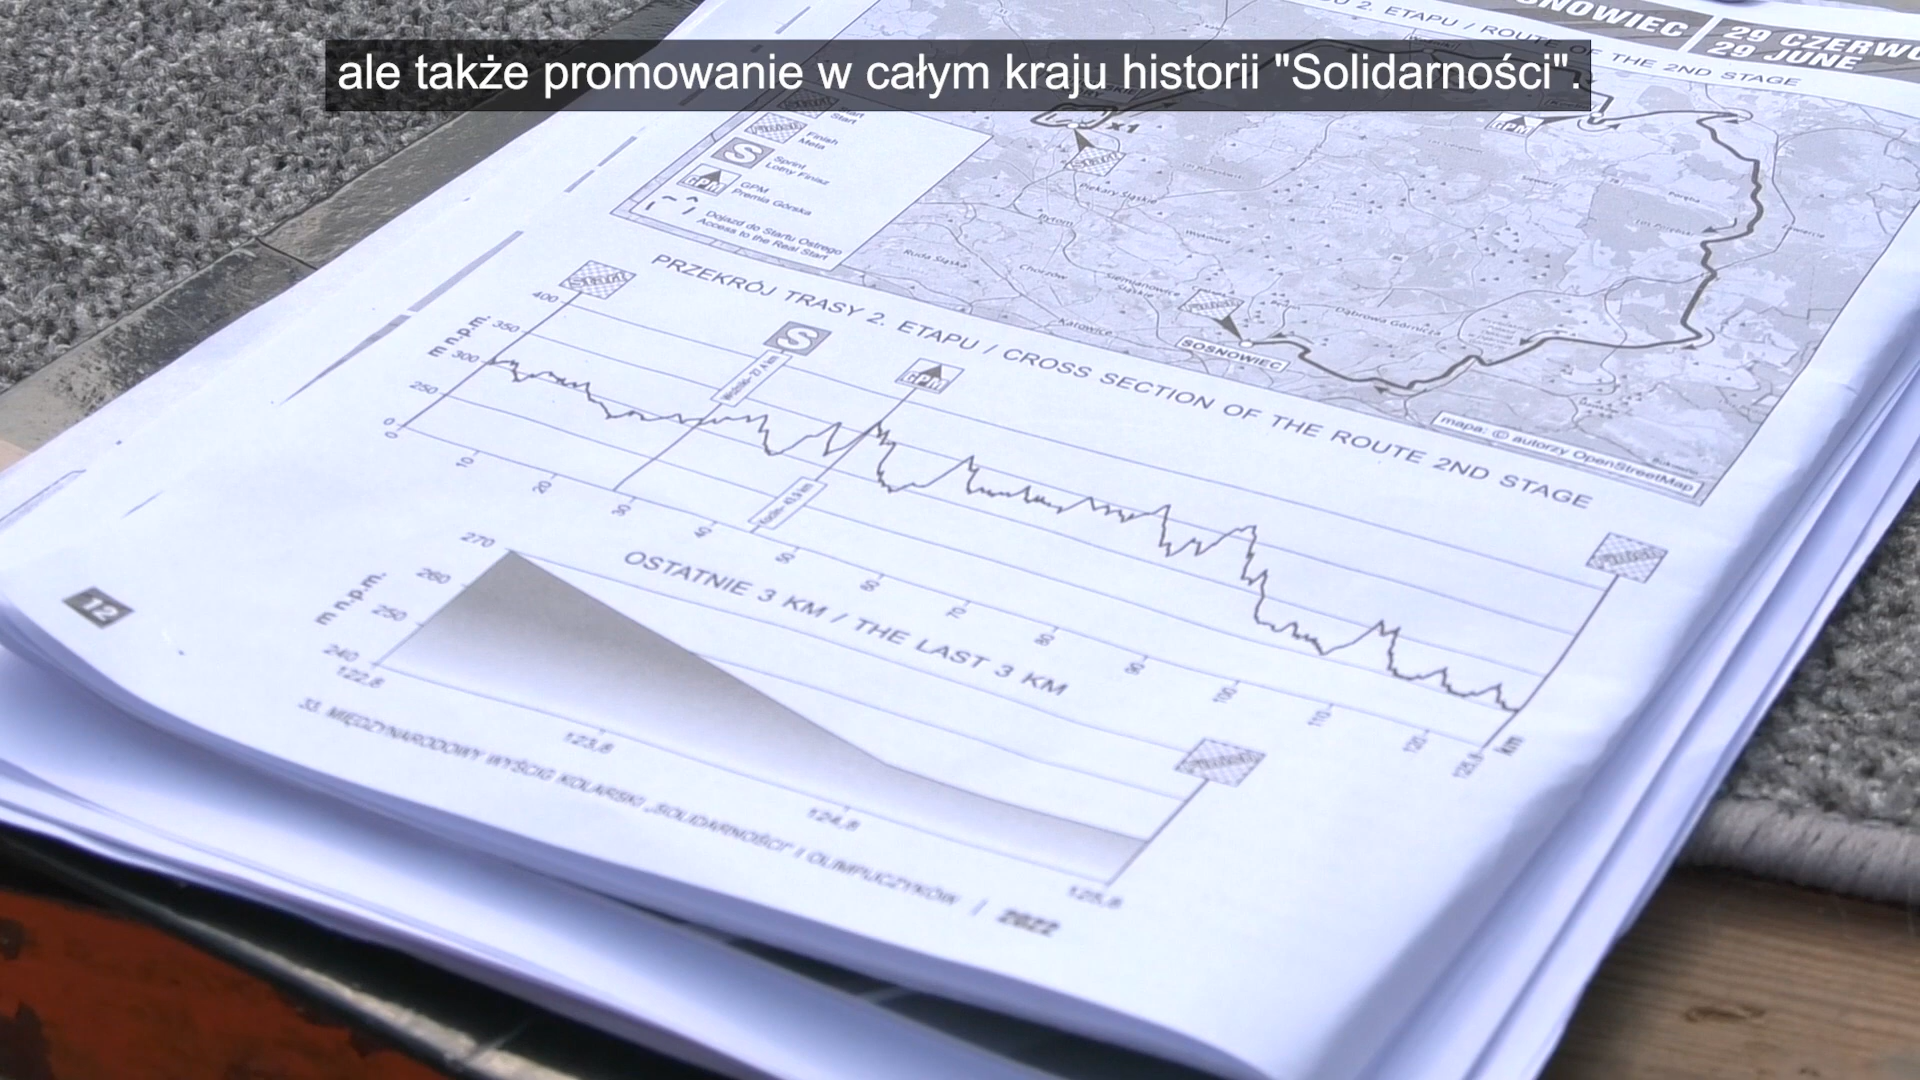 ale także promowanie w całym kraju historii "Solidarności".
29 CZERW
29 JUNE
2. ETAPU / ROUTE OF THE 2ND STAGE
Start
Finish
Meta
S
Sprint
Lotny Finisz
GPM
GPM
Premia Górska
Dojazd do Startu Ostrego
Access to the Real Start
x1
GPM
Piekary Śląskie
Bytom
Wojkowice
Ruda Śląska
Chorzów
Siemianowice
Śląskie
Katowice
Dąbrowa Górnicza
SOSNOWIEC
mapa: © autorzy OpenStreetMap
PRZEKRÓJ TRASY 2. ETAPU / CROSS SECTION OF THE ROUTE 2ND STAGE
START
S
GPM
m n.p.m.
400
350
300
250
0
0
10
20
30
40
50
60
70
80
90
100
110
120
125,8
km
OSTATNIE 3 KM / THE LAST 3 KM
m n.p.m.
270
260
250
240
122,8
123,8
124,8
125,8
12
33. MIĘDZYNARODOWY WYŚCIG KOLARSKI „SOLIDARNOŚCI” I OLIMPIJCZYKÓW / 2022